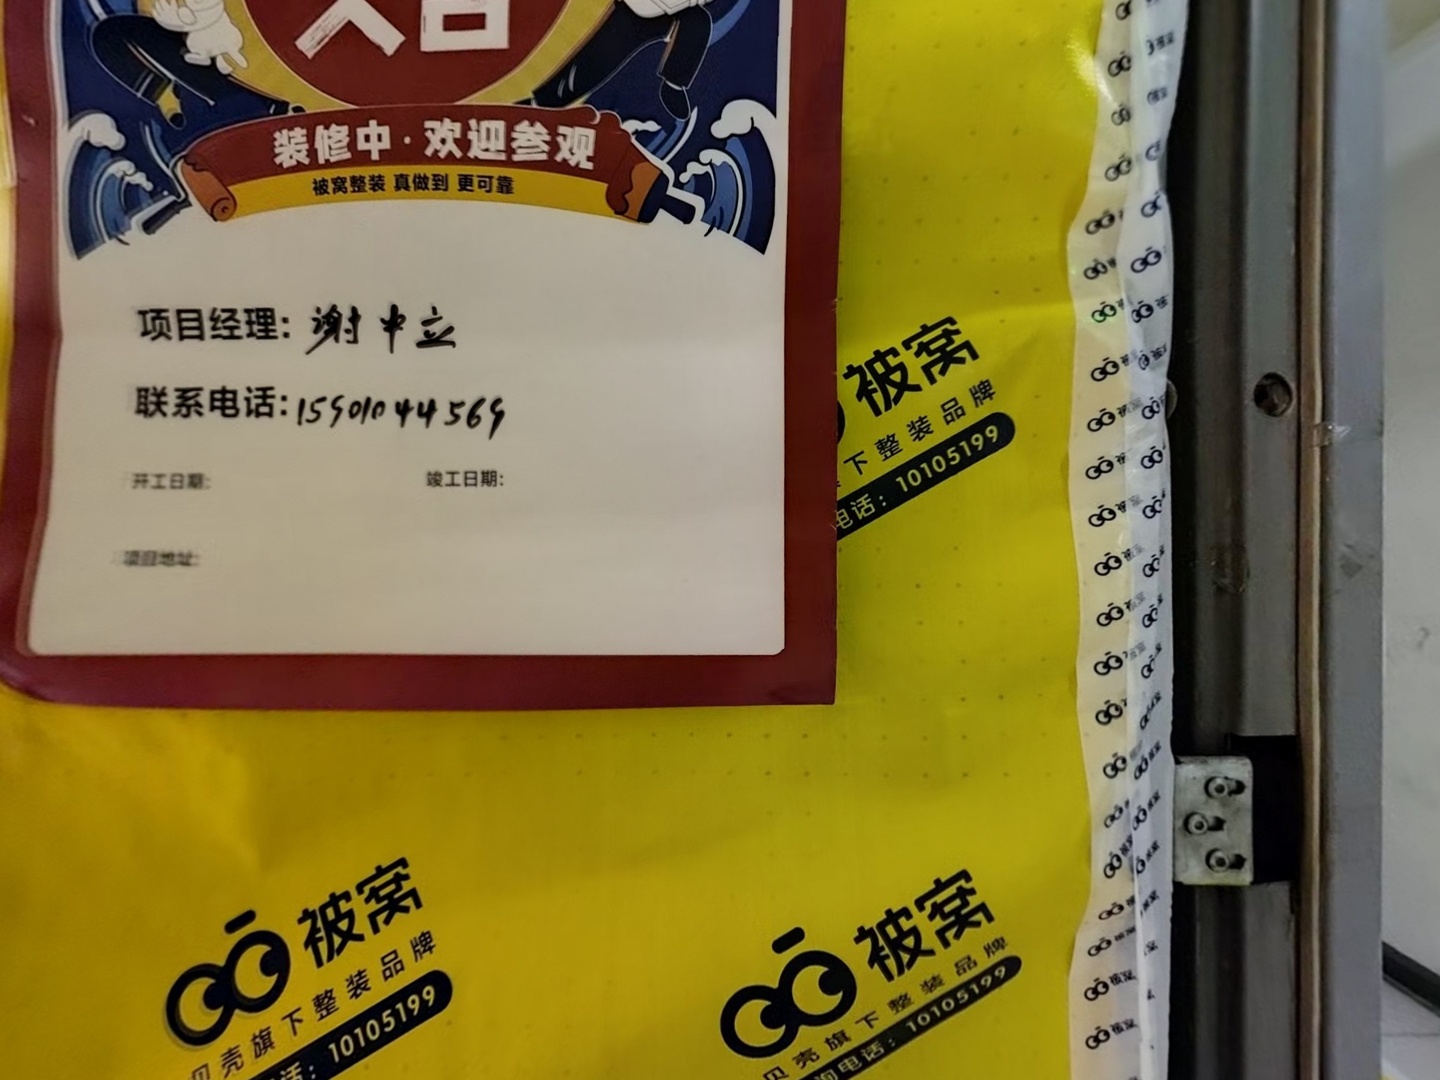 大吉
装修中·欢迎参观
被窝整装 真做到 更可靠
项目经理: 谢中立
联系电话: 15901044569
开工日期:
竣工日期:
项目地址:
被窝
下整装品牌
电话: 10105199
被窝
贝壳旗下整装品牌
话: 10105199
被窝
贝壳旗下整装品牌
询电话: 10105199